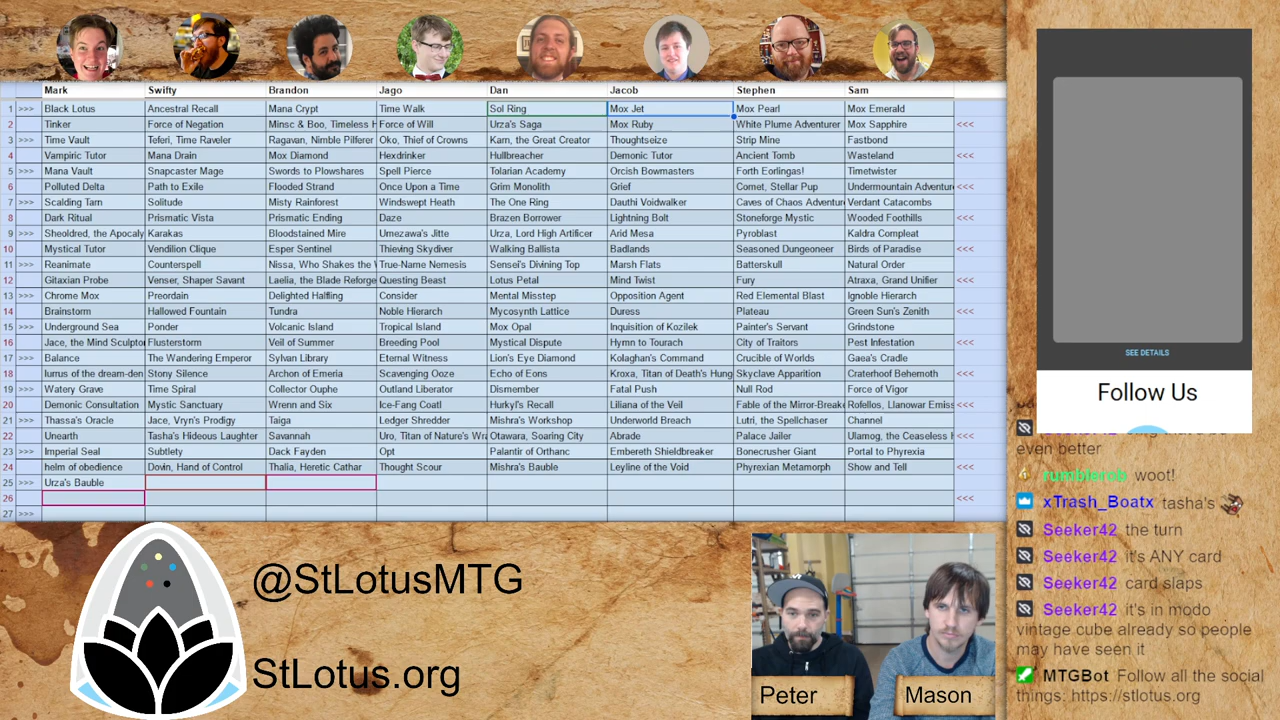 Mark Swifty Brandon Jago Dan Jacob Stephen Sam
1 >>> Black Lotus Ancestral Recall Mana Crypt Time Walk Sol Ring Mox Jet Mox Pearl Mox Emerald
2 Tinker Force of Negation Minsc & Boo, Timeless H Force of Will Urza's Saga Mox Ruby White Plume Adventurer Mox Sapphire <<<
3 >>> Time Vault Teferi, Time Raveler Ragavan, Nimble Pilferer Oko, Thief of Crowns Karn, the Great Creator Thoughtseize Strip Mine Fastbond
4 Vampiric Tutor Mana Drain Mox Diamond Hexdrinker Hullbreacher Demonic Tutor Ancient Tomb Wasteland <<<
5 >>> Mana Vault Snapcaster Mage Swords to Plowshares Spell Pierce Tolarian Academy Orcish Bowmasters Forth Eorlingas! Timetwister
6 Polluted Delta Path to Exile Flooded Strand Once Upon a Time Grim Monolith Grief Comet, Stellar Pup Undermountain Adventure <<<
7 >>> Scalding Tarn Solitude Misty Rainforest Windswept Heath The One Ring Dauthi Voidwalker Caves of Chaos Adventur Verdant Catacombs
8 Dark Ritual Prismatic Vista Prismatic Ending Daze Brazen Borrower Lightning Bolt Stoneforge Mystic Wooded Foothills <<<
9 >>> Sheoldred, the Apocaly Karakas Bloodstained Mire Umezawa's Jitte Urza, Lord High Artificer Arid Mesa Pyroblast Kaldra Compleat
10 Mystical Tutor Vendilion Clique Esper Sentinel Thieving Skydiver Walking Ballista Badlands Seasoned Dungeoneer Birds of Paradise <<<
11 >>> Reanimate Counterspell Nissa, Who Shakes the W True-Name Nemesis Sensei's Divining Top Marsh Flats Batterskull Natural Order
12 Gitaxian Probe Venser, Shaper Savant Laelia, the Blade Reforge Questing Beast Lotus Petal Mind Twist Fury Atraxa, Grand Unifier <<<
13 >>> Chrome Mox Preordain Delighted Halfling Consider Mental Misstep Opposition Agent Red Elemental Blast Ignoble Hierarch
14 Brainstorm Hallowed Fountain Tundra Noble Hierarch Mycosynth Lattice Duress Plateau Green Sun's Zenith <<<
15 >>> Underground Sea Ponder Volcanic Island Tropical Island Mox Opal Inquisition of Kozilek Painter's Servant Grindstone
16 Jace, the Mind Sculptor Flusterstorm Veil of Summer Breeding Pool Mystical Dispute Hymn to Tourach City of Traitors Pest Infestation <<<
17 >>> Balance The Wandering Emperor Sylvan Library Eternal Witness Lion's Eye Diamond Kolaghan's Command Crucible of Worlds Gaea's Cradle
18 lurrus of the dream-den Stony Silence Archon of Emeria Scavenging Ooze Echo of Eons Kroxa, Titan of Death's Hung Skyclave Apparition Craterhoof Behemoth <<<
19 >>> Watery Grave Time Spiral Collector Ouphe Outland Liberator Dismember Fatal Push Null Rod Force of Vigor
20 Demonic Consultation Mystic Sanctuary Wrenn and Six Ice-Fang Coatl Hurkyl's Recall Liliana of the Veil Fable of the Mirror-Breake Rofellos, Llanowar Emiss <<<
21 >>> Thassa's Oracle Jace, Vryn's Prodigy Taiga Ledger Shredder Mishra's Workshop Underworld Breach Lutri, the Spellchaser Channel
22 Unearth Tasha's Hideous Laughter Savannah Uro, Titan of Nature's Wra Otawara, Soaring City Abrade Palace Jailer Ulamog, the Ceaseless H <<<
23 >>> Imperial Seal Subtlety Dack Fayden Opt Palantir of Orthanc Embereth Shieldbreaker Bonecrusher Giant Portal to Phyrexia
24 helm of obedience Dovin, Hand of Control Thalia, Heretic Cathar Thought Scour Mishra's Bauble Leyline of the Void Phyrexian Metamorph Show and Tell <<<
25 >>> Urza's Bauble
26 <<<
27 >>>
@StLotusMTG
StLotus.org
Peter
Mason
SEE DETAILS
Follow Us
even better
rumblerob woot!
xTrash_Boatx tasha's
Seeker42 the turn
Seeker42 it's ANY card
Seeker42 card slaps
Seeker42 it's in modo
vintage cube already so people
may have seen it
MTGBot Follow all the social
things: https://stlotus.org